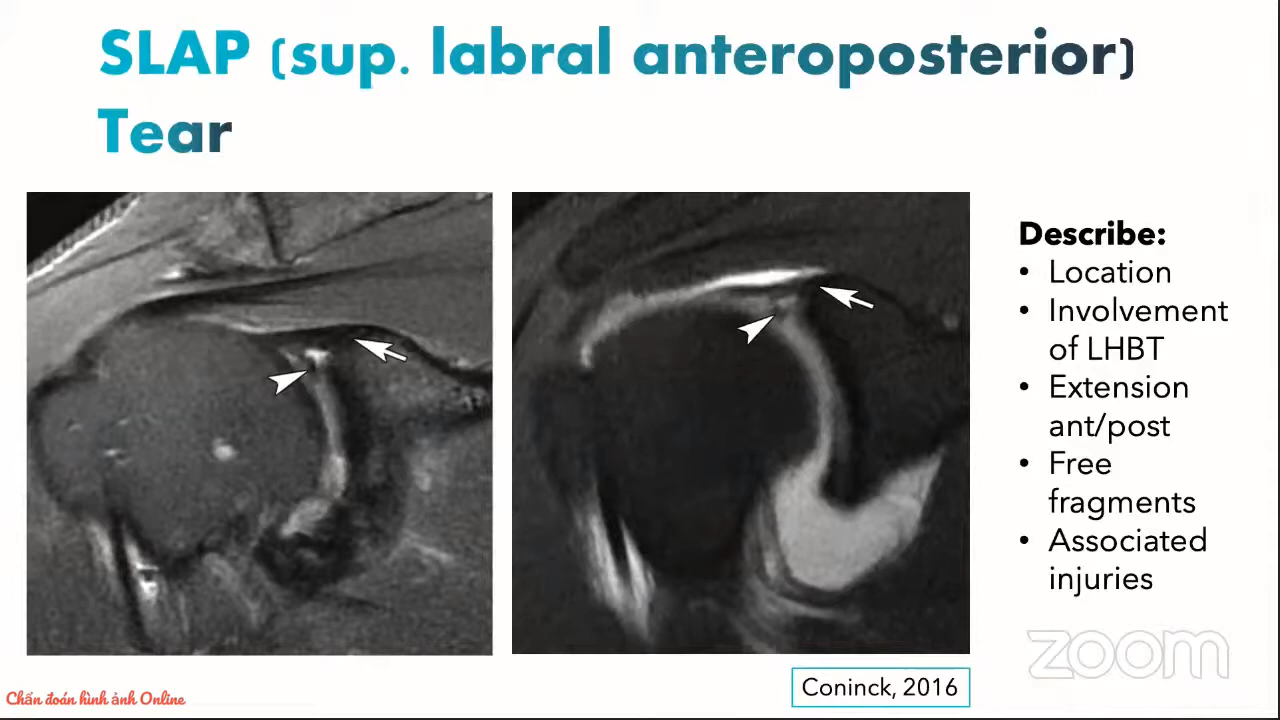 SLAP (sup. labral anteroposterior)
Tear
Describe:
• Location
• Involvement
of LHBT
• Extension
ant/post
• Free
fragments
• Associated
injuries
zoom
Coninck, 2016
Chẩn đoán hình ảnh Online